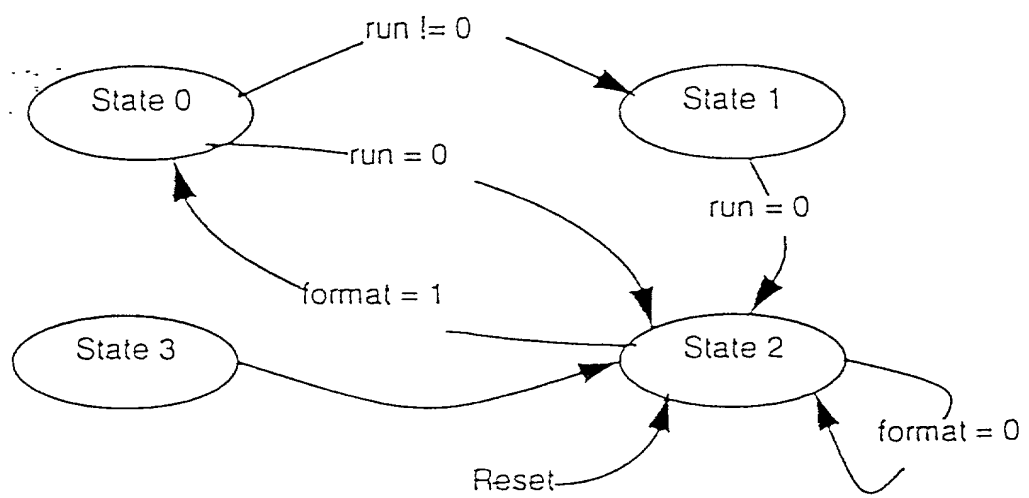 run != 0
State 0
State 1
run = 0
run = 0
format = 1
State 3
State 2
format = 0
Reset